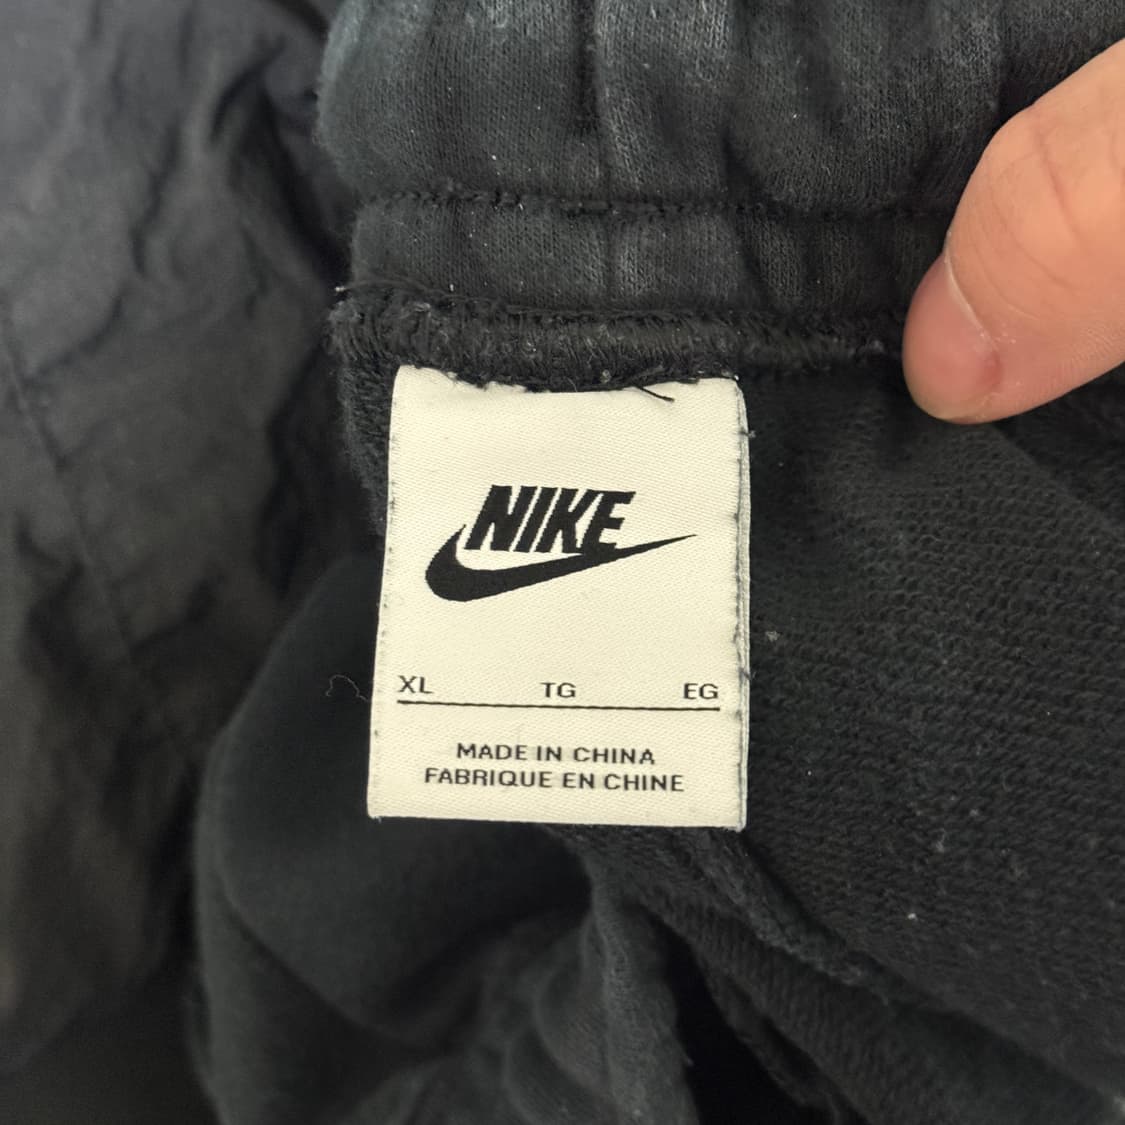 NIKE
XL TG EG
MADE IN CHINA
FABRIQUE EN CHINE